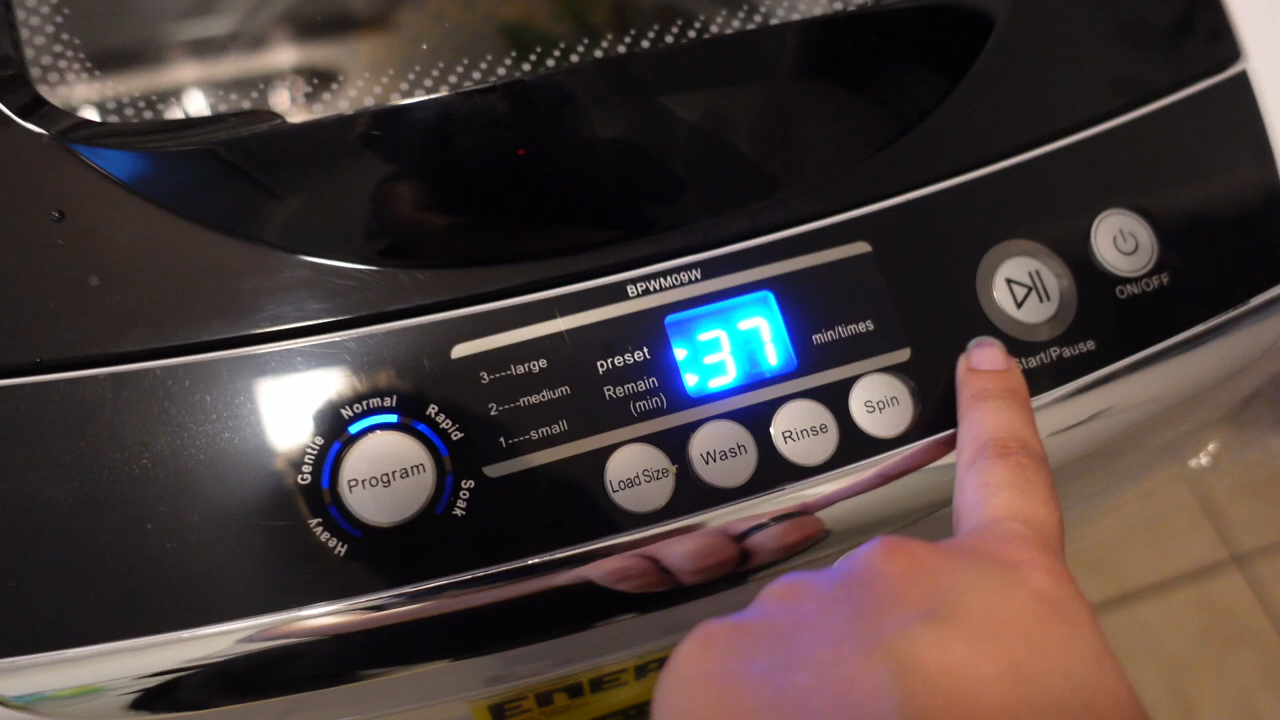 BPWM09W
3----large
2----medium
1----small
preset
Remain
(min)
37
min/times
Normal
Rapid
Gentle
Soak
Heavy
Program
Load Size
Wash
Rinse
Spin
Start/Pause
ON/OFF